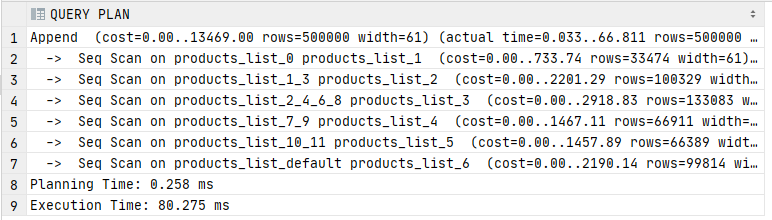 QUERY PLAN
1 Append  (cost=0.00..13469.00 rows=500000 width=61) (actual time=0.033..66.811 rows=500000 …
2   ->  Seq Scan on products_list_0 products_list_1  (cost=0.00..733.74 rows=33474 width=61)…
3   ->  Seq Scan on products_list_1_3 products_list_2  (cost=0.00..2201.29 rows=100329 width…
4   ->  Seq Scan on products_list_2_4_6_8 products_list_3  (cost=0.00..2918.83 rows=133083 w…
5   ->  Seq Scan on products_list_7_9 products_list_4  (cost=0.00..1467.11 rows=66911 width=…
6   ->  Seq Scan on products_list_10_11 products_list_5  (cost=0.00..1457.89 rows=66389 widt…
7   ->  Seq Scan on products_list_default products_list_6  (cost=0.00..2190.14 rows=99814 wi…
8 Planning Time: 0.258 ms
9 Execution Time: 80.275 ms